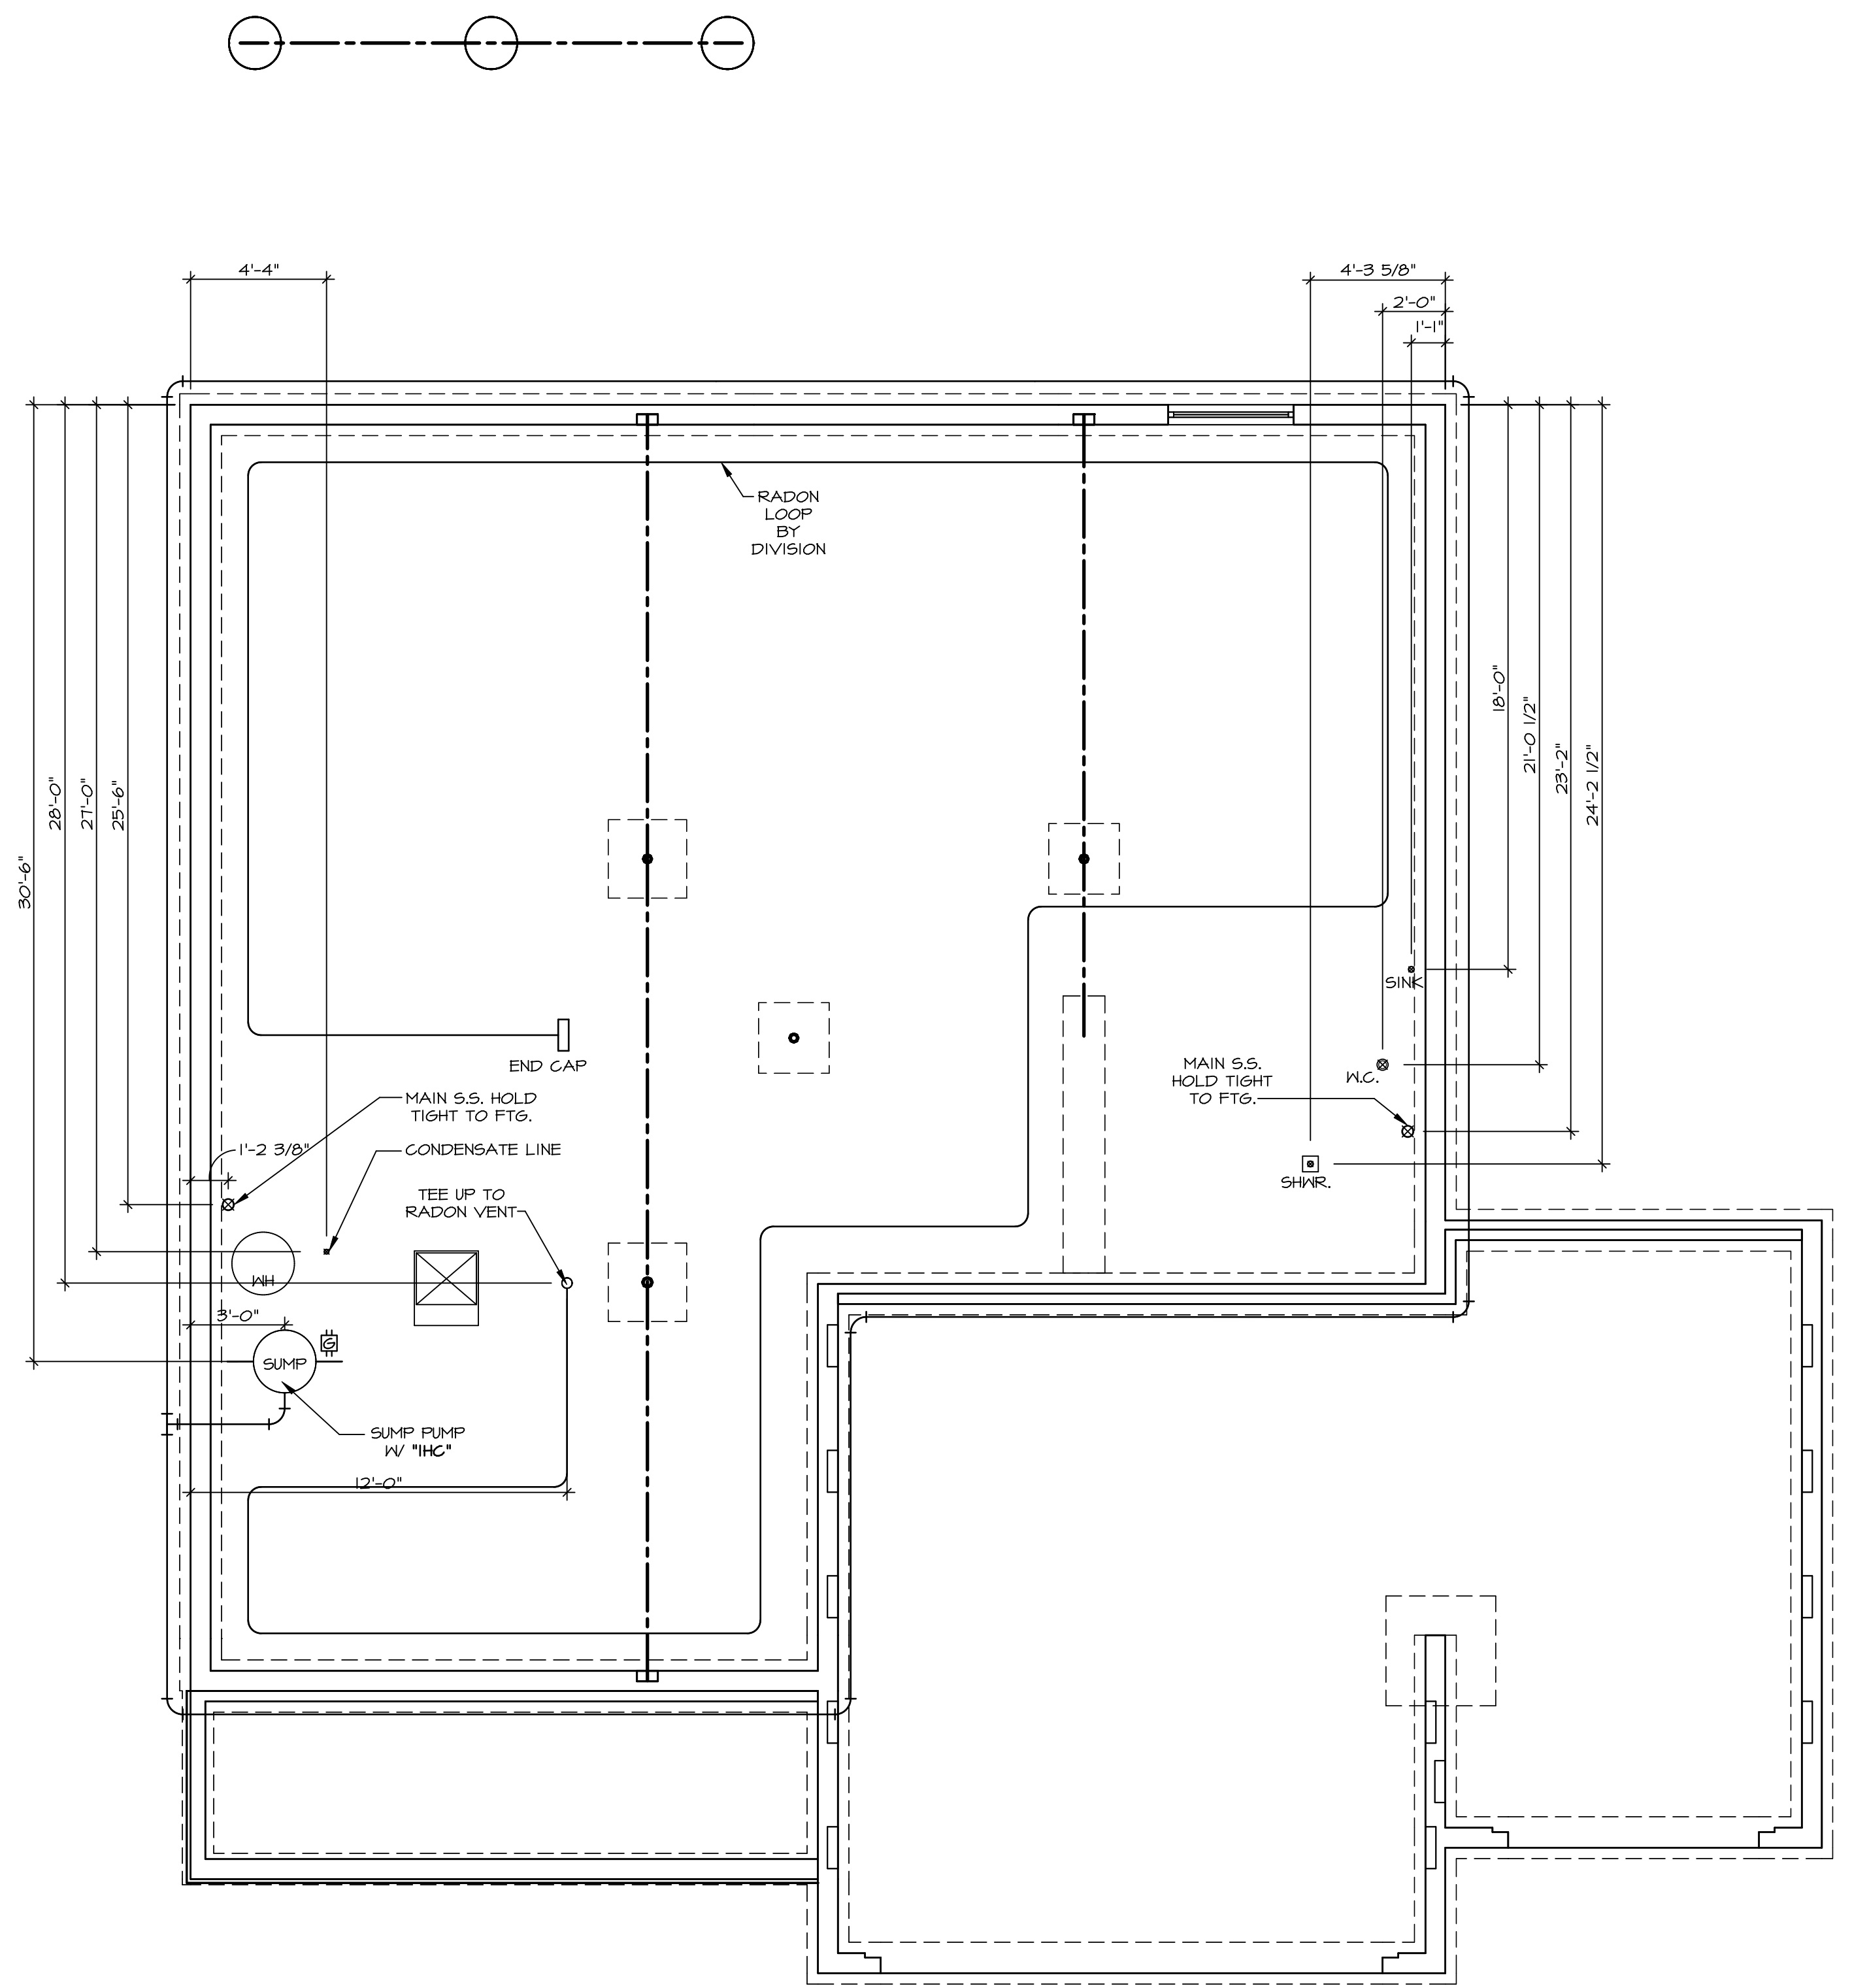 4'-4"
4'-3 5/8"
2'-0"
1'-1"
RADON
LOOP
BY
DIVISION
18'-0"
21'-0 1/2"
23'-2"
24'-2 1/2"
28'-0"
27'-0"
25'-6"
30'-6"
SINK
END CAP
MAIN S.S.
HOLD TIGHT
TO FTG.
W.C.
MAIN S.S. HOLD
TIGHT TO FTG.
1'-2 3/8"
CONDENSATE LINE
SHWR.
TEE UP TO
RADON VENT
WH
3'-0"
G
SUMP
SUMP PUMP
W/ "IHC"
12'-0"